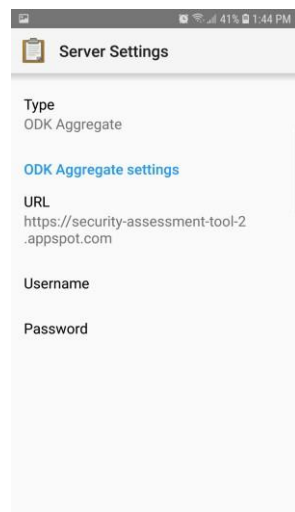 41% 1:44 PM
Server Settings
Type
ODK Aggregate
ODK Aggregate settings
URL
https://security-assessment-tool-2
.appspot.com
Username
Password